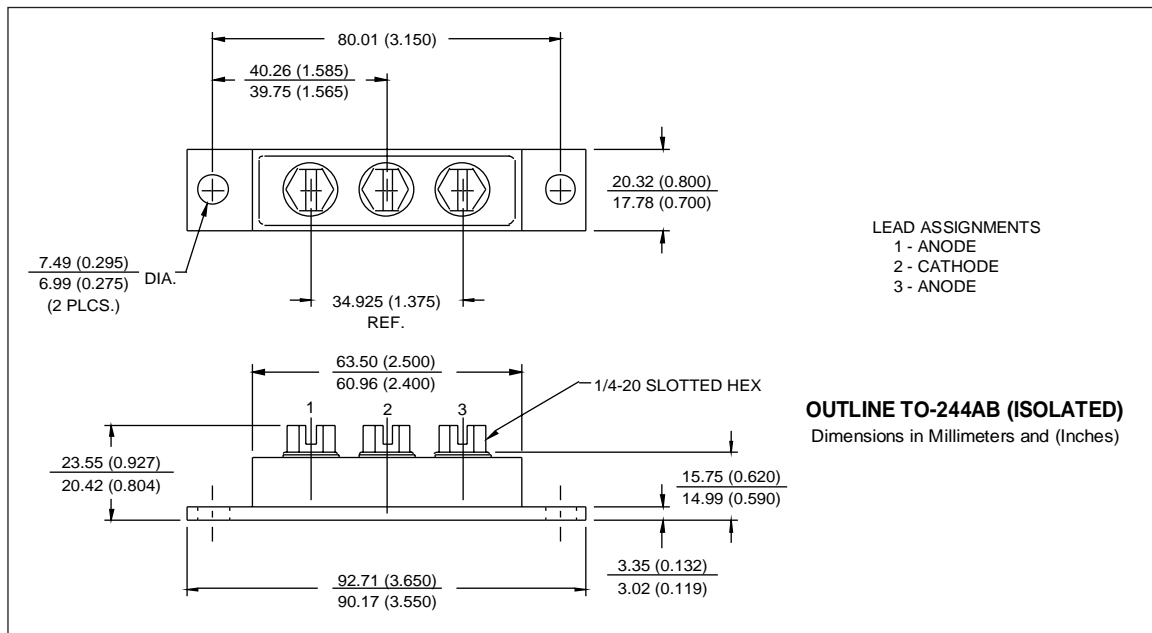 80.01 (3.150)
40.26 (1.585)
39.75 (1.565)
20.32 (0.800)
17.78 (0.700)
LEAD ASSIGNMENTS
1 - ANODE
2 - CATHODE
3 - ANODE
7.49 (0.295)
6.99 (0.275)
DIA.
(2 PLCS.)
34.925 (1.375)
REF.
63.50 (2.500)
60.96 (2.400)
1/4-20 SLOTTED HEX
1 2 3
OUTLINE TO-244AB (ISOLATED)
Dimensions in Millimeters and (Inches)
23.55 (0.927)
20.42 (0.804)
15.75 (0.620)
14.99 (0.590)
3.35 (0.132)
3.02 (0.119)
92.71 (3.650)
90.17 (3.550)